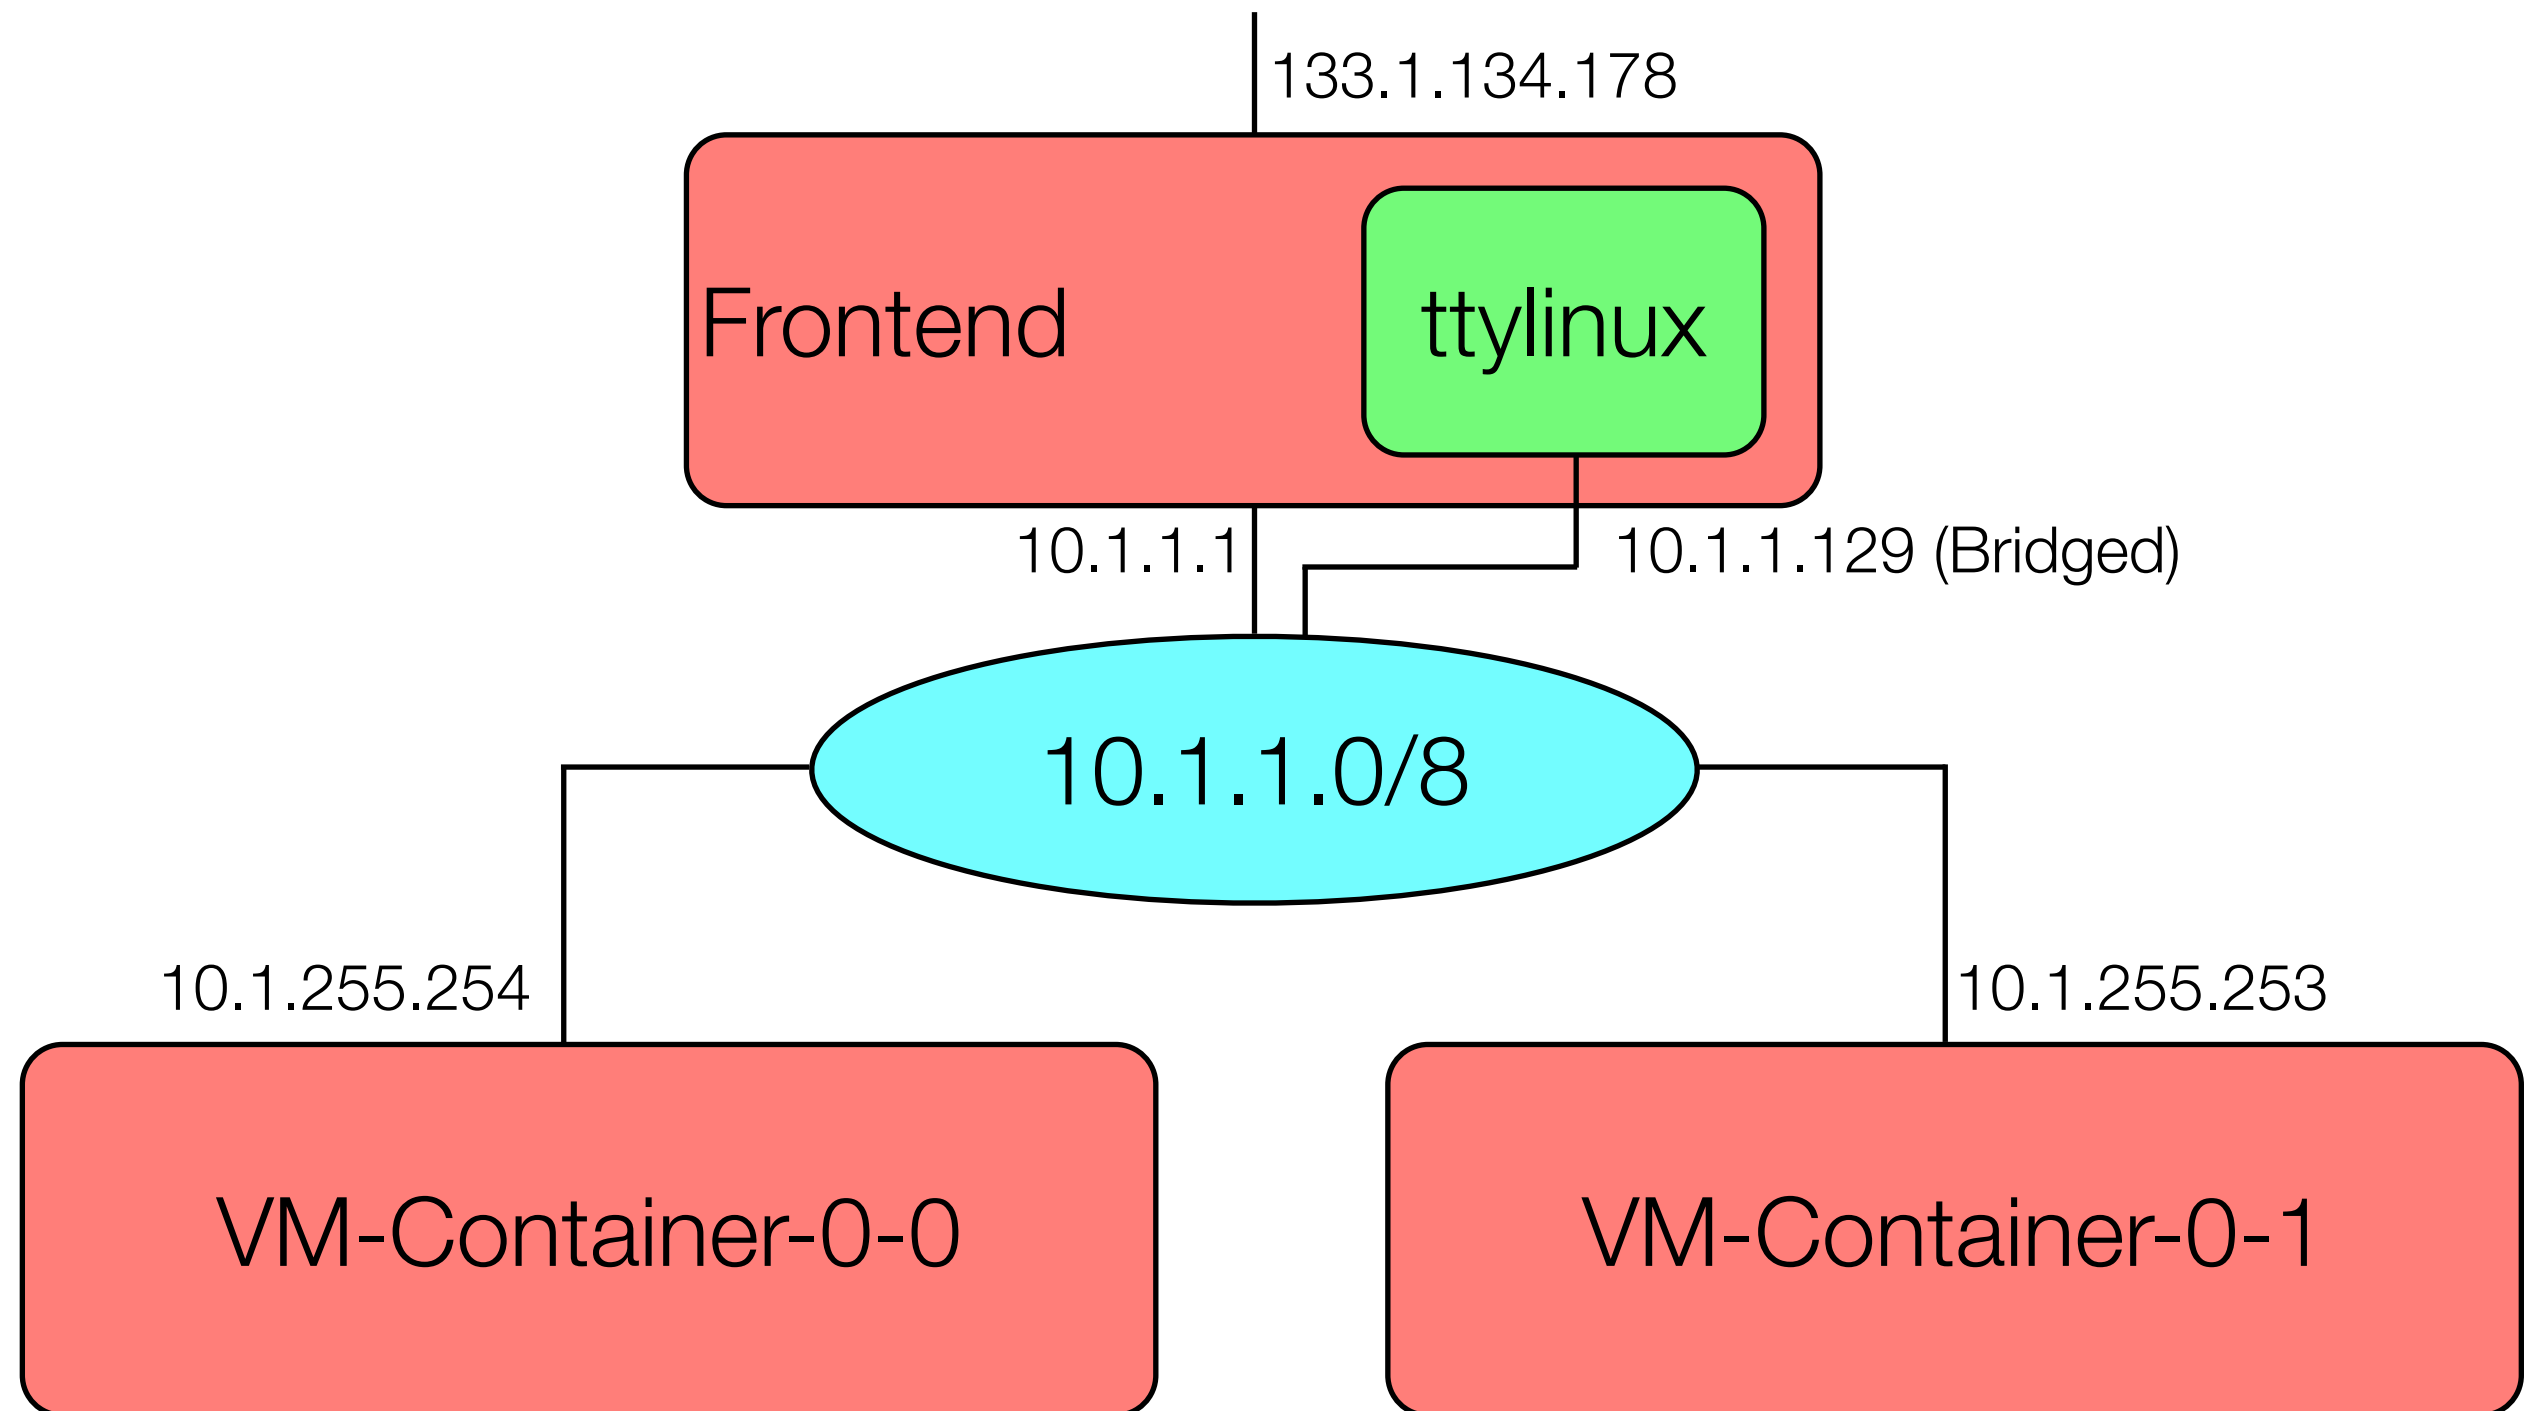 133.1.134.178
Frontend
ttylinux
10.1.1.1
10.1.1.129 (Bridged)
10.1.1.0/8
10.1.255.254
10.1.255.253
VM-Container-0-0
VM-Container-0-1